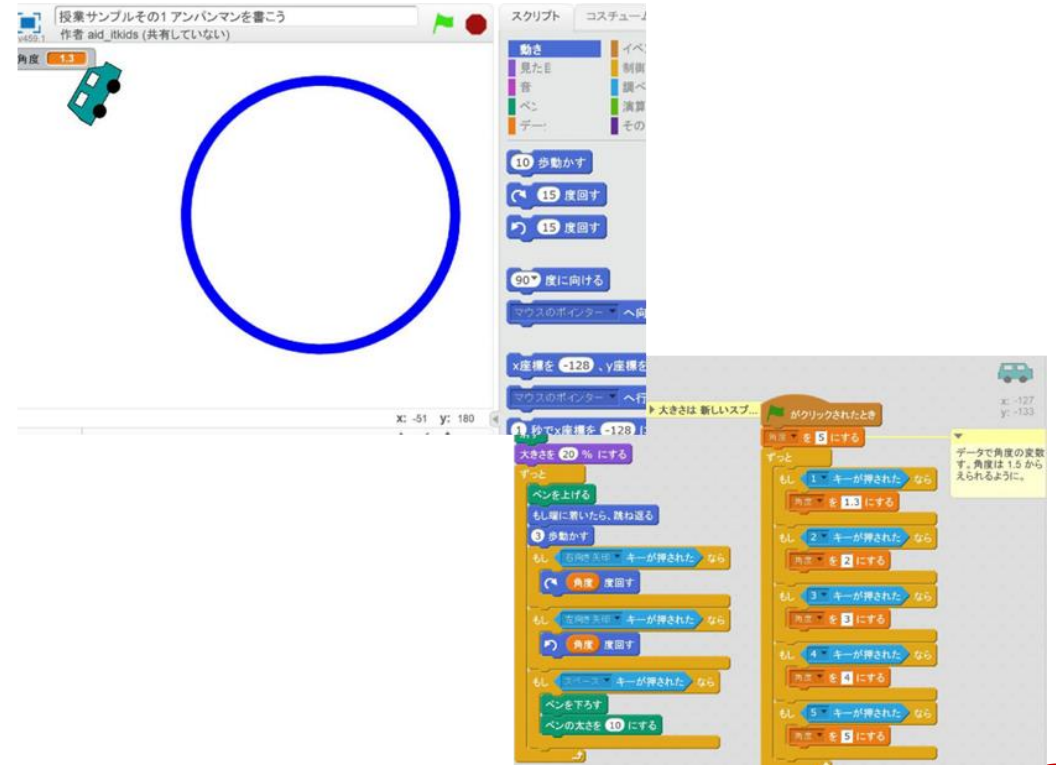 授業サンプルその1 アンパンマンを書こう
v459.1
作者 aid_itkids (共有していない)
角度 1.3
スクリプト
コスチューム
動き
イベ
見た目
制御
音
調べ
ペン
演算
データ
その
10 歩動かす
15 度回す
15 度回す
90 度に向ける
マウスのポインター へ向
x座標を -128 、y座標を
マウスのポインター へ行
1 秒でx座標を -128 に
x: -51 y: 180
大きさを 20 % にする
ずっと
ペンを上げる
もし端に着いたら、跳ね返る
3 歩動かす
もし 右向き矢印 キーが押された なら
角度 度回す
もし 左向き矢印 キーが押された なら
角度 度回す
もし スペース キーが押された なら
ペンを下ろす
ペンの太さを 10 にする
大きさは 新しいスプ...
がクリックされたとき
角度 を 5 にする
ずっと
もし 1 キーが押された なら
角度 を 1.3 にする
もし 2 キーが押された なら
角度 を 2 にする
もし 3 キーが押された なら
角度 を 3 にする
もし 4 キーが押された なら
角度 を 4 にする
もし 5 キーが押された なら
角度 を 5 にする
x: -127
y: -133
データで角度の変数
す。角度は 1.5 から
えられるように。